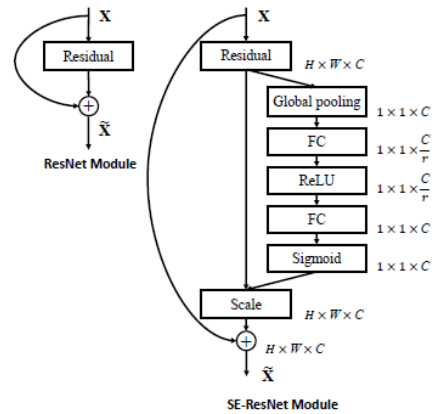 X
Residual
+
X̃
ResNet Module
X
Residual
H × W × C
Global pooling
1 × 1 × C
FC
1 × 1 × C/r
ReLU
1 × 1 × C/r
FC
1 × 1 × C
Sigmoid
1 × 1 × C
Scale
H × W × C
+
H × W × C
X̃
SE-ResNet Module